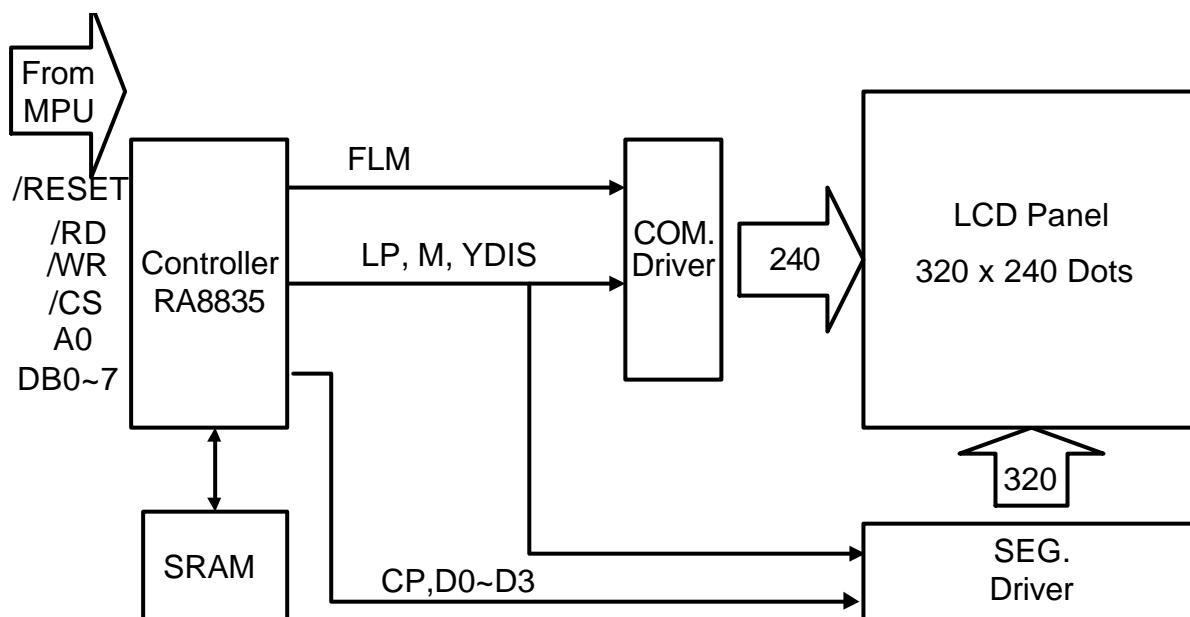 From
MPU
/RESET
/RD
/WR
/CS
A0
DB0~7
Controller
RA8835
SRAM
FLM
LP, M, YDIS
CP,D0~D3
COM.
Driver
240
LCD Panel
320 x 240 Dots
320
SEG.
Driver